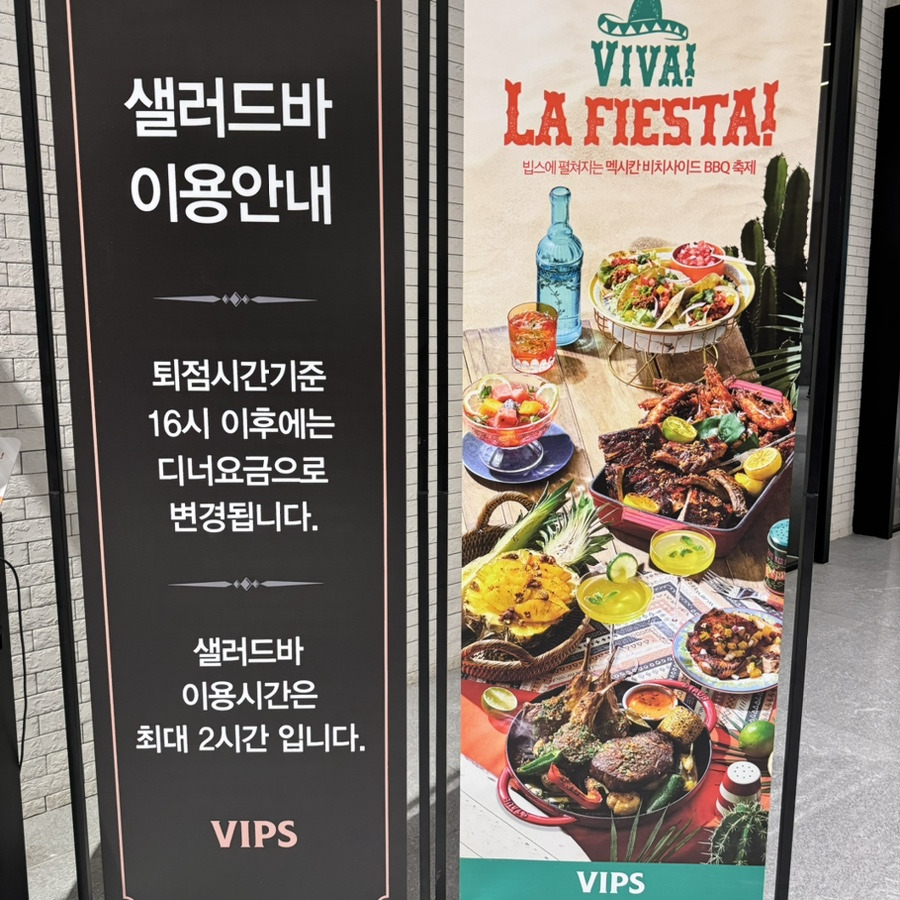 샐러드바
이용안내
퇴점시간기준
16시 이후에는
디너요금으로
변경됩니다.
샐러드바
이용시간은
최대 2시간 입니다.
VIPS
VIVA!
LA FIESTA!
빕스에 펼쳐지는 멕시칸 비치사이드 BBQ 축제
VIPS